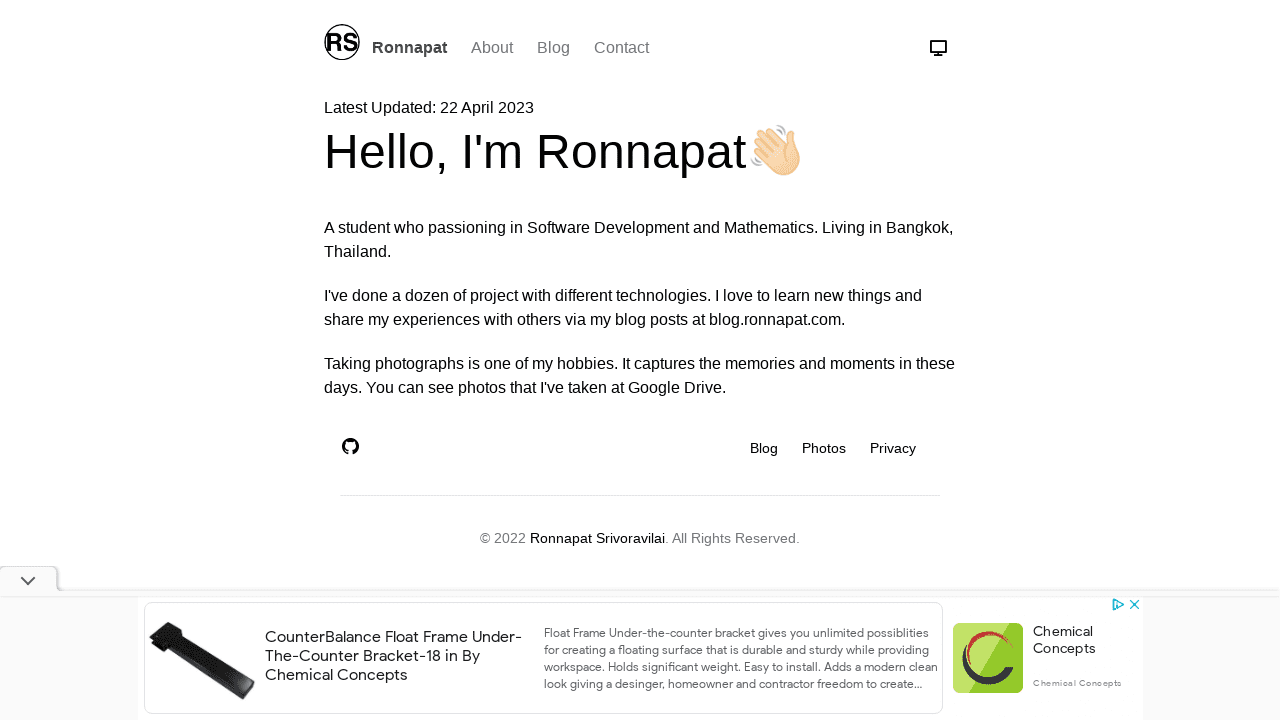 RS
Ronnapat About Blog Contact
Latest Updated: 22 April 2023
Hello, I'm Ronnapat👋🏻
A student who passioning in Software Development and Mathematics. Living in Bangkok,
Thailand.
I've done a dozen of project with different technologies. I love to learn new things and
share my experiences with others via my blog posts at blog.ronnapat.com.
Taking photographs is one of my hobbies. It captures the memories and moments in these
days. You can see photos that I've taken at Google Drive.
Blog Photos Privacy
© 2022 Ronnapat Srivoravilai. All Rights Reserved.
CounterBalance Float Frame Under-
The-Counter Bracket-18 in By
Chemical Concepts
Float Frame Under-the-counter bracket gives you unlimited possiblities
for creating a floating surface that is durable and sturdy while providing
workspace. Holds significant weight. Easy to install. Adds a modern clean
look giving a desinger, homeowner and contractor freedom to create...
Chemical
Concepts
Chemical Concepts